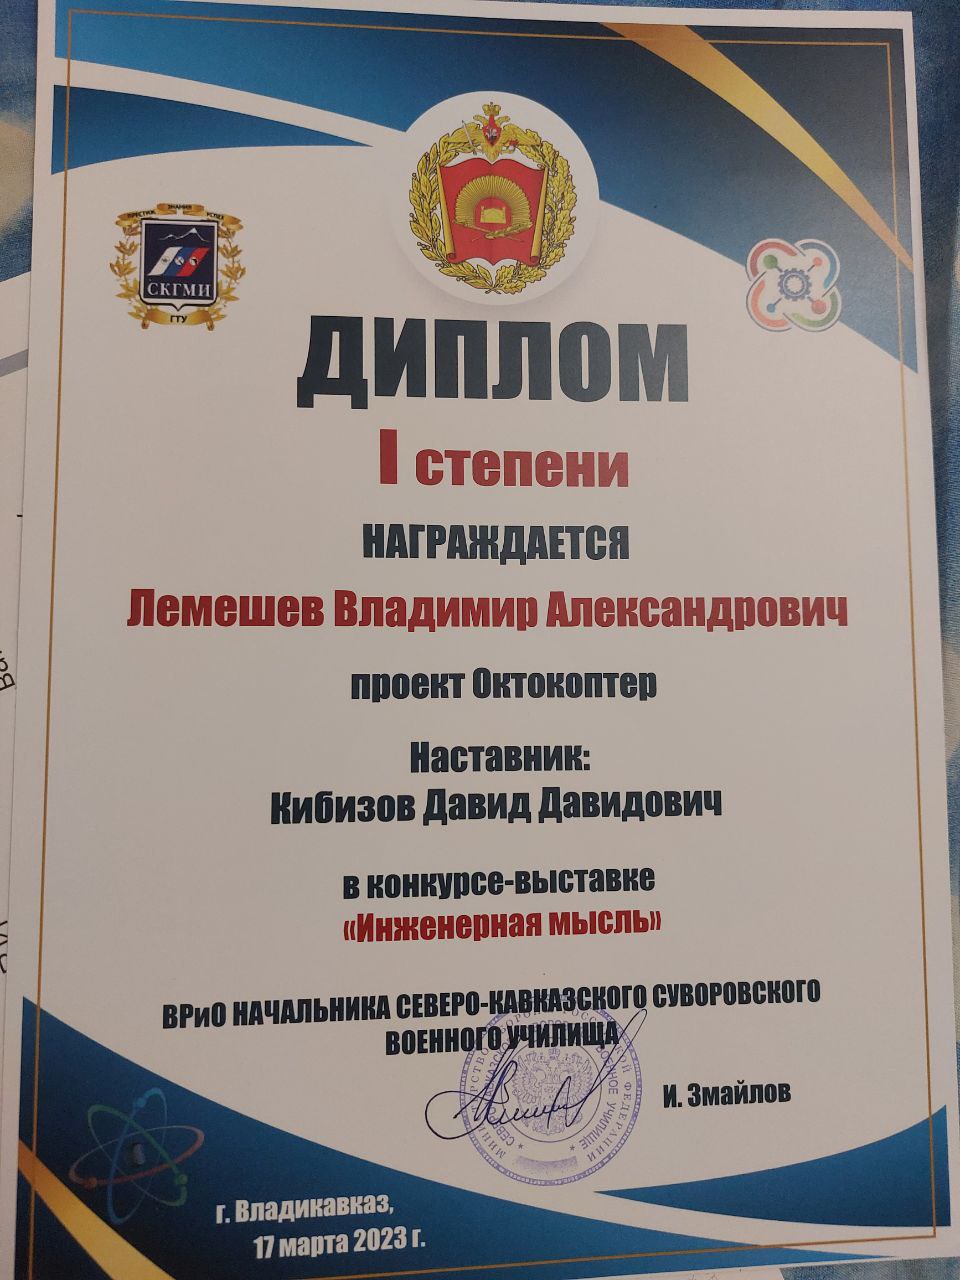 ПРЕСТИЖ ЗНАНИЯ УСПЕХ
СКГМИ
ГТУ
ДИПЛОМ
I степени
НАГРАЖДАЕТСЯ
Лемешев Владимир Александрович
проект Октокоптер
Наставник:
Кибизов Давид Давидович
в конкурсе-выставке
«Инженерная мысль»
ВРиО НАЧАЛЬНИКА СЕВЕРО-КАВКАЗСКОГО СУВОРОВСКОГО
ВОЕННОГО УЧИЛИЩА
И. Змайлов
г. Владикавказ,
17 марта 2023 г.